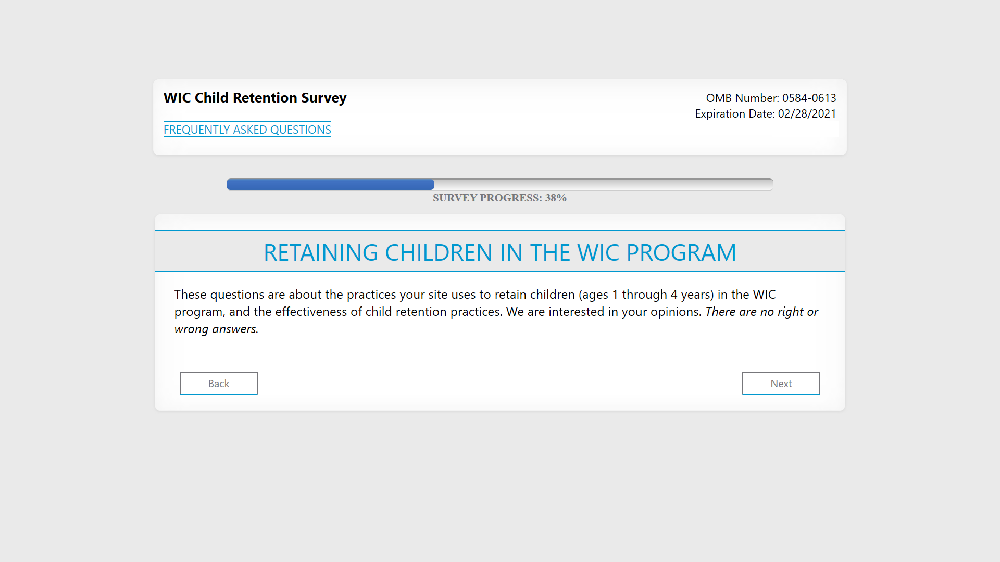 WIC Child Retention Survey
OMB Number: 0584-0613
Expiration Date: 02/28/2021
FREQUENTLY ASKED QUESTIONS
SURVEY PROGRESS: 38%
RETAINING CHILDREN IN THE WIC PROGRAM
These questions are about the practices your site uses to retain children (ages 1 through 4 years) in the WIC
program, and the effectiveness of child retention practices. We are interested in your opinions. There are no right or
wrong answers.
Back
Next